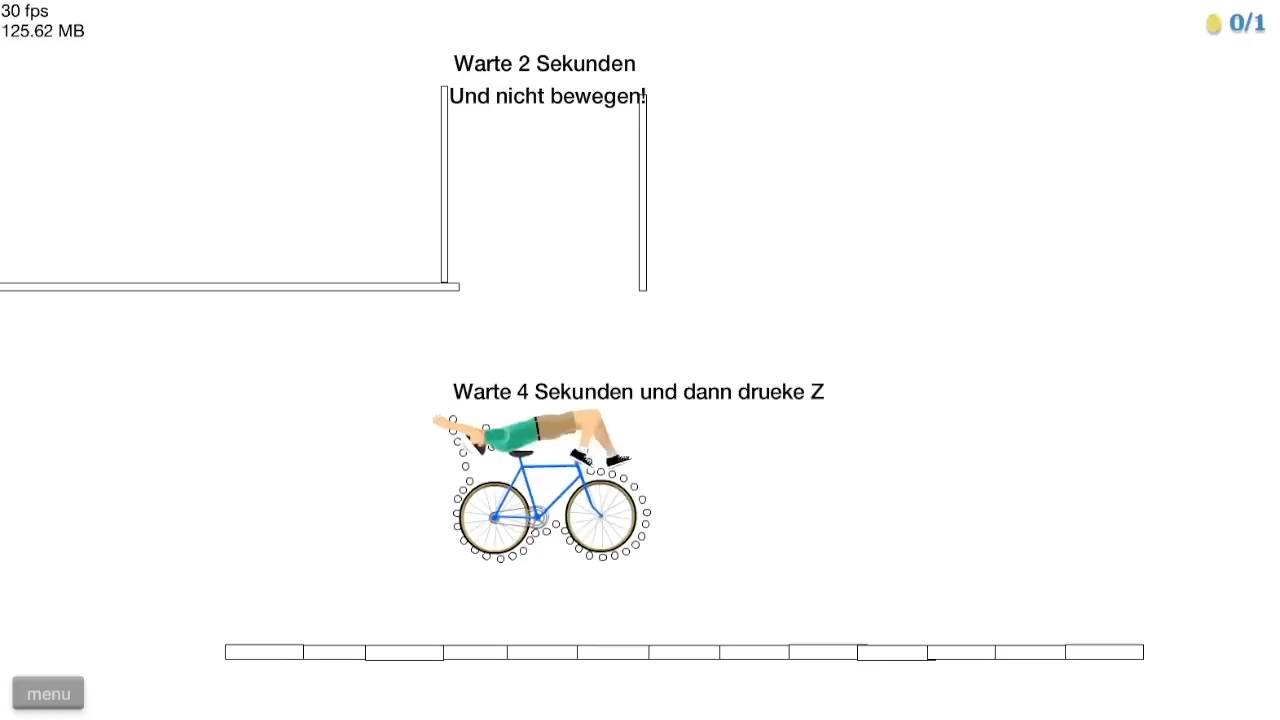 30 fps
125.62 MB
0/1
Warte 2 Sekunden
Und nicht bewegen!
Warte 4 Sekunden und dann drueke Z
menu